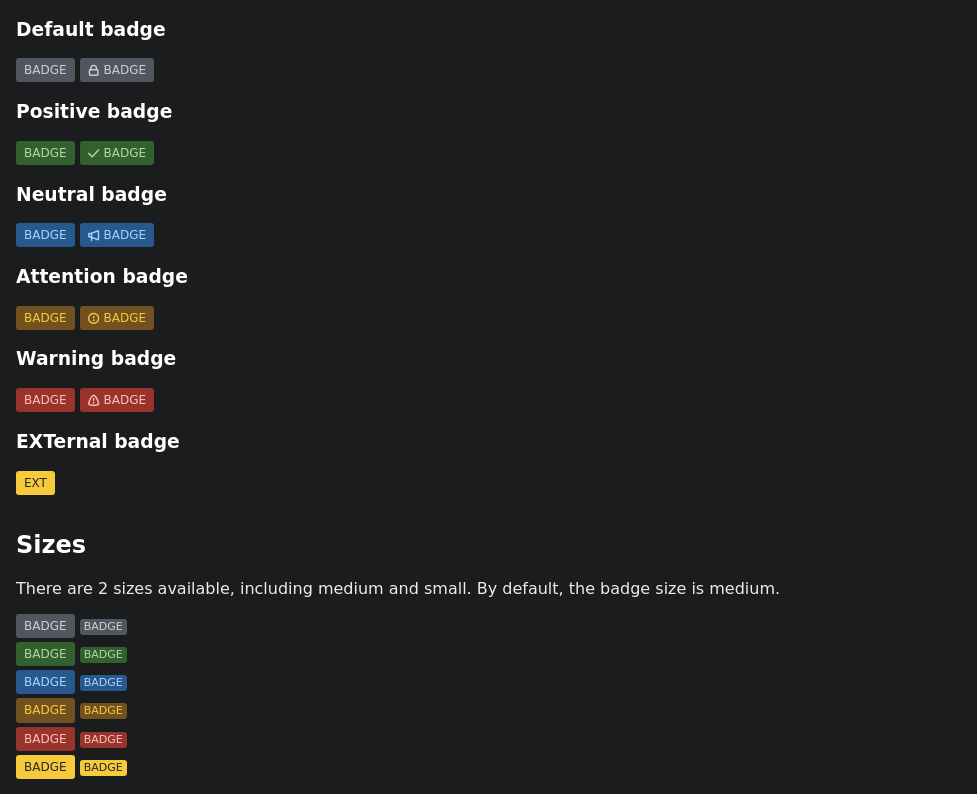 Default badge
BADGE BADGE
Positive badge
BADGE BADGE
Neutral badge
BADGE BADGE
Attention badge
BADGE BADGE
Warning badge
BADGE BADGE
EXTernal badge
EXT
Sizes
There are 2 sizes available, including medium and small. By default, the badge size is medium.
BADGE BADGE
BADGE BADGE
BADGE BADGE
BADGE BADGE
BADGE BADGE
BADGE BADGE